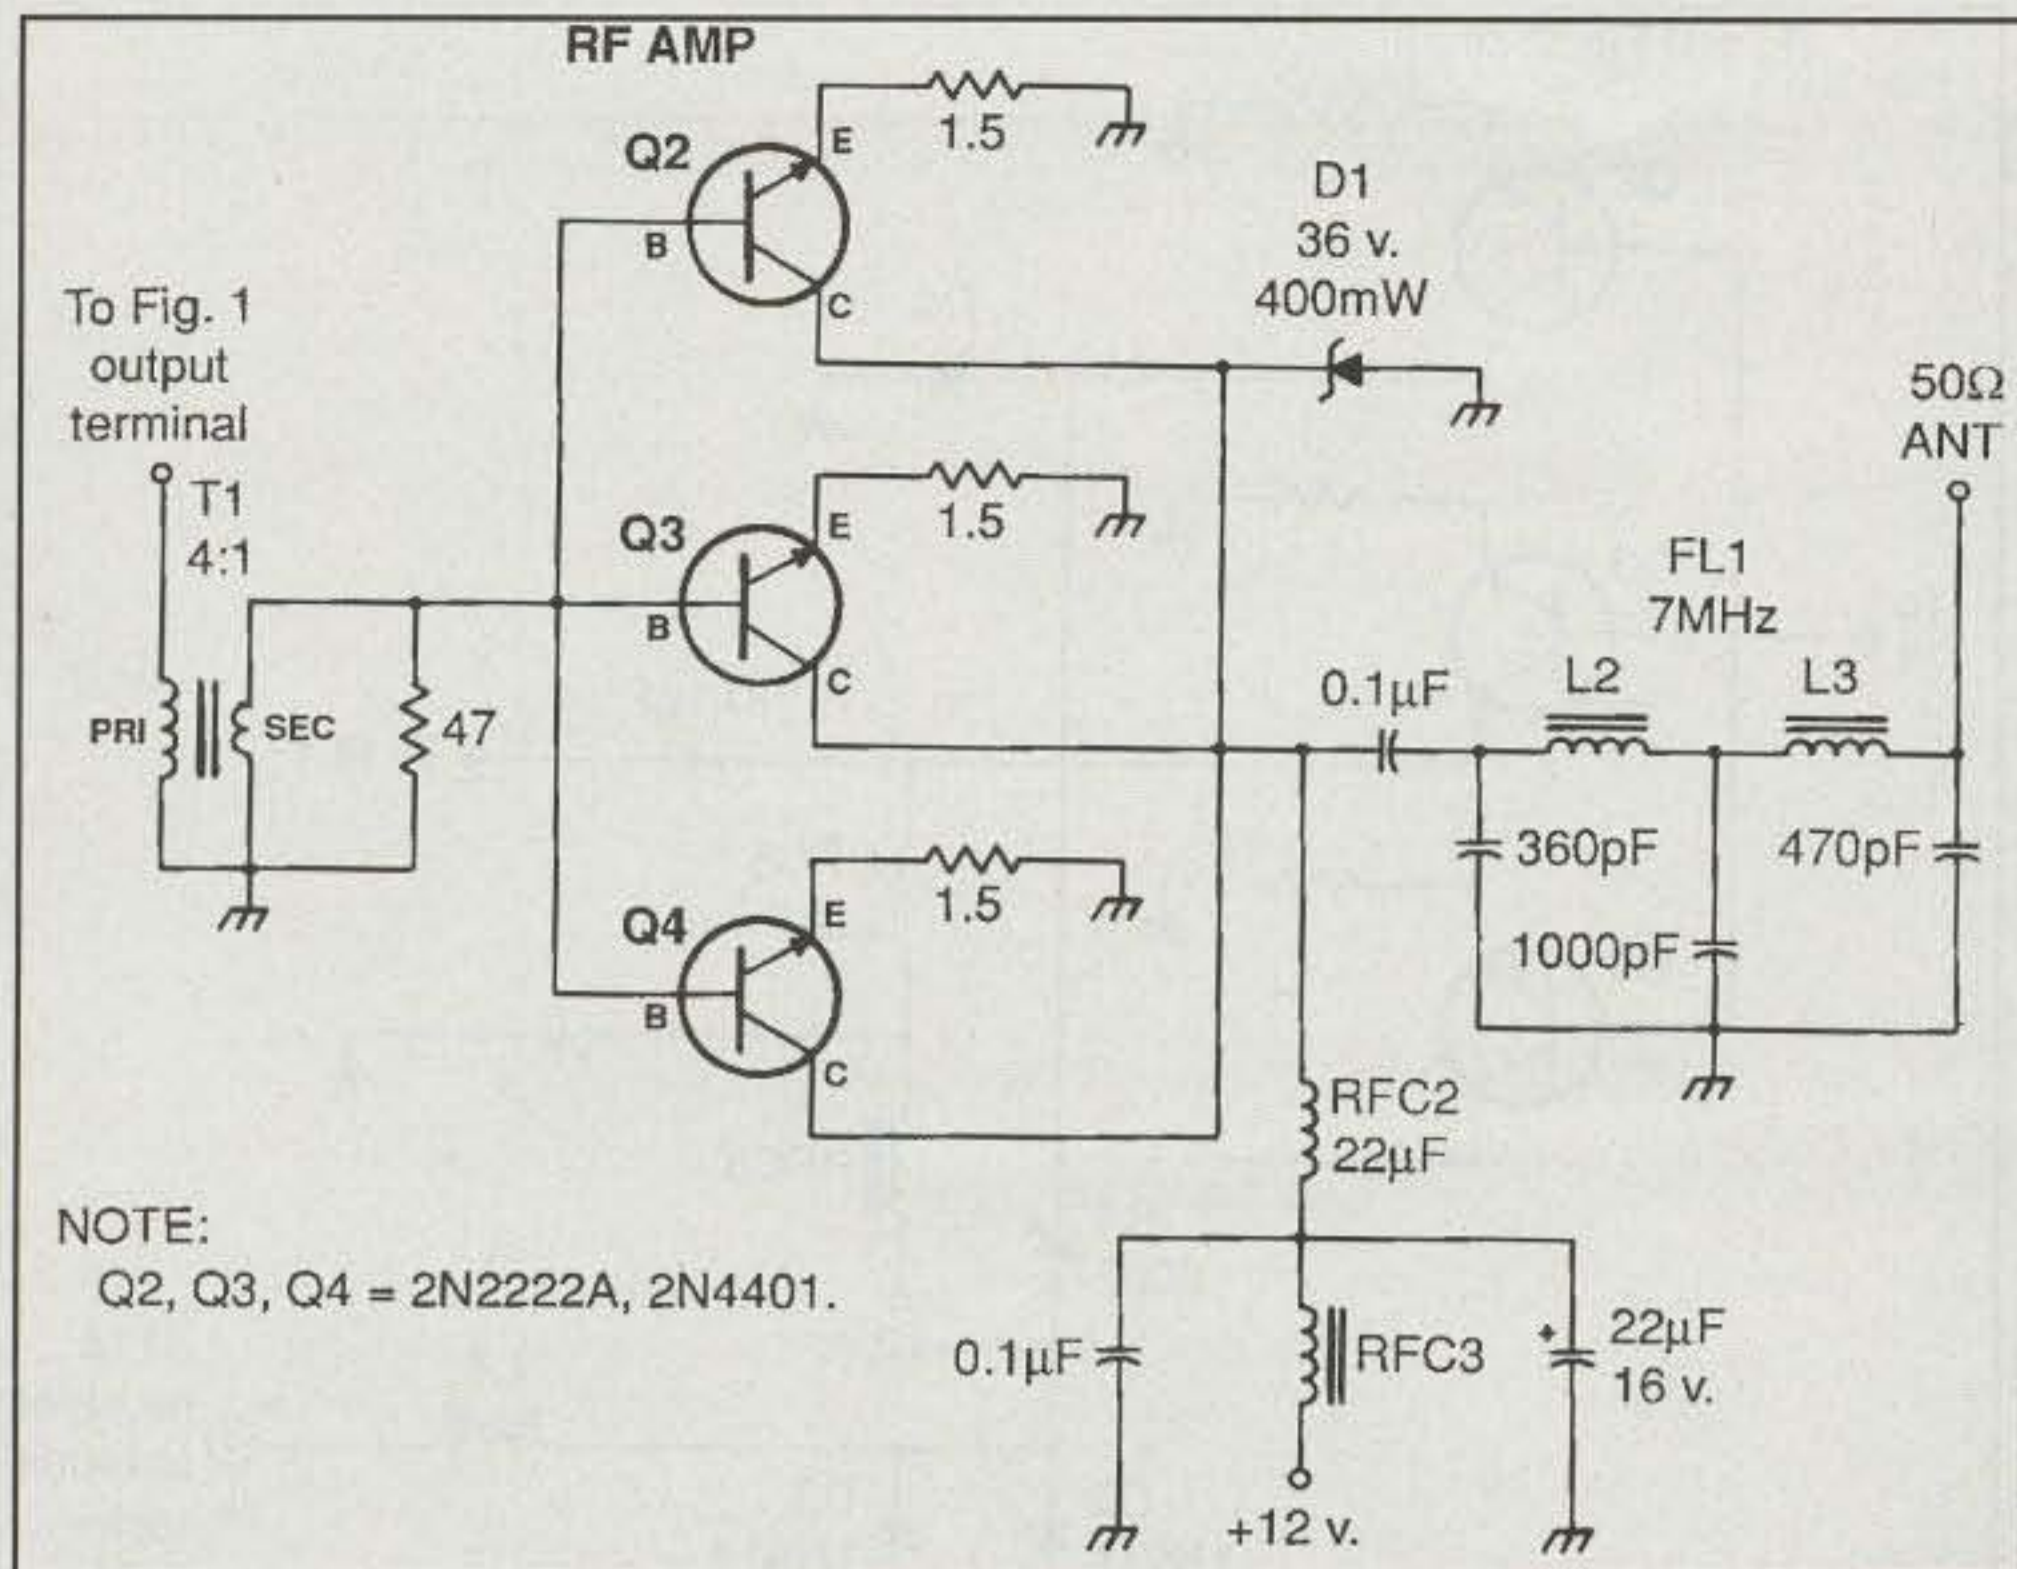 RF AMP
1.5
Q2
E
B
C
D1
36 v.
400mW
To Fig. 1
output
terminal
T1
4:1
PRI
SEC
47
Q3
E
B
C
1.5
50Ω
ANT
FL1
7MHz
0.1µF
L2
L3
360pF
470pF
1000pF
Q4
E
B
C
1.5
RFC2
22µF
NOTE:
Q2, Q3, Q4 = 2N2222A, 2N4401.
0.1µF
RFC3
+
22µF
16 v.
+12 v.